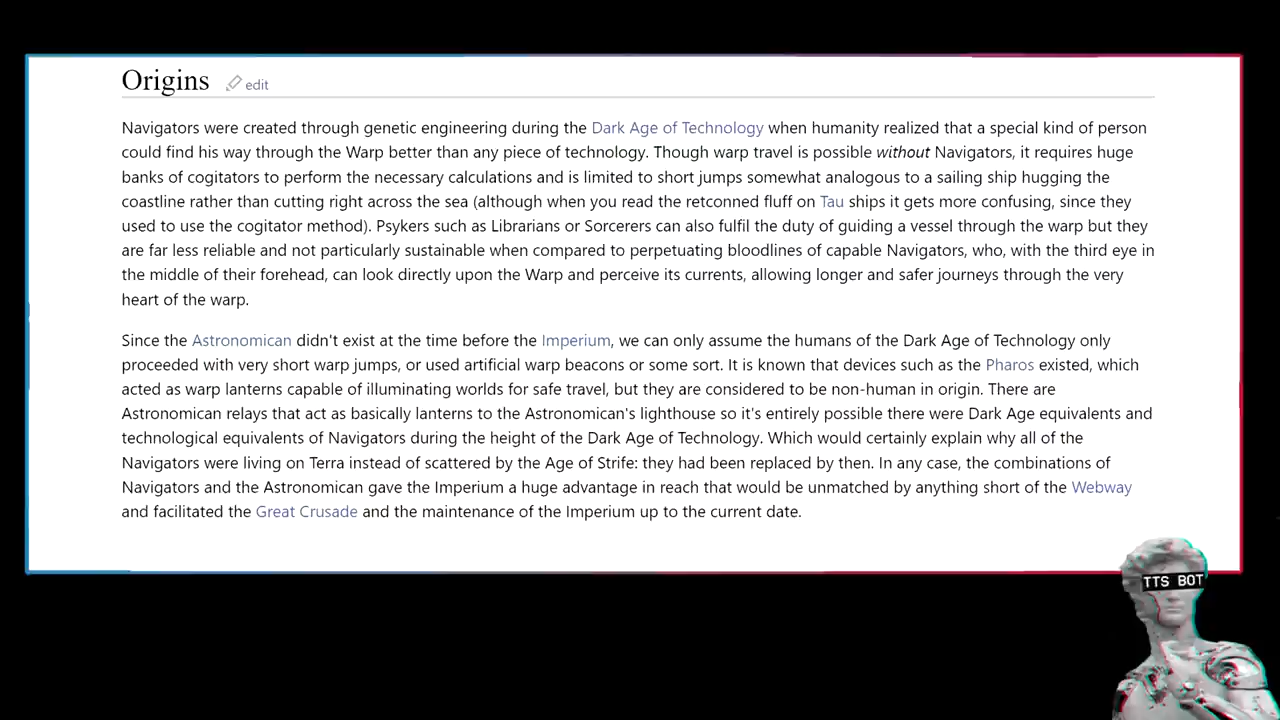 Origins edit
Navigators were created through genetic engineering during the Dark Age of Technology when humanity realized that a special kind of person
could find his way through the Warp better than any piece of technology. Though warp travel is possible without Navigators, it requires huge
banks of cogitators to perform the necessary calculations and is limited to short jumps somewhat analogous to a sailing ship hugging the
coastline rather than cutting right across the sea (although when you read the retconned fluff on Tau ships it gets more confusing, since they
used to use the cogitator method). Psykers such as Librarians or Sorcerers can also fulfil the duty of guiding a vessel through the warp but they
are far less reliable and not particularly sustainable when compared to perpetuating bloodlines of capable Navigators, who, with the third eye in
the middle of their forehead, can look directly upon the Warp and perceive its currents, allowing longer and safer journeys through the very
heart of the warp.
Since the Astronomican didn't exist at the time before the Imperium, we can only assume the humans of the Dark Age of Technology only
proceeded with very short warp jumps, or used artificial warp beacons or some sort. It is known that devices such as the Pharos existed, which
acted as warp lanterns capable of illuminating worlds for safe travel, but they are considered to be non-human in origin. There are
Astronomican relays that act as basically lanterns to the Astronomican's lighthouse so it's entirely possible there were Dark Age equivalents and
technological equivalents of Navigators during the height of the Dark Age of Technology. Which would certainly explain why all of the
Navigators were living on Terra instead of scattered by the Age of Strife: they had been replaced by then. In any case, the combinations of
Navigators and the Astronomican gave the Imperium a huge advantage in reach that would be unmatched by anything short of the Webway
and facilitated the Great Crusade and the maintenance of the Imperium up to the current date.
TTS BOT